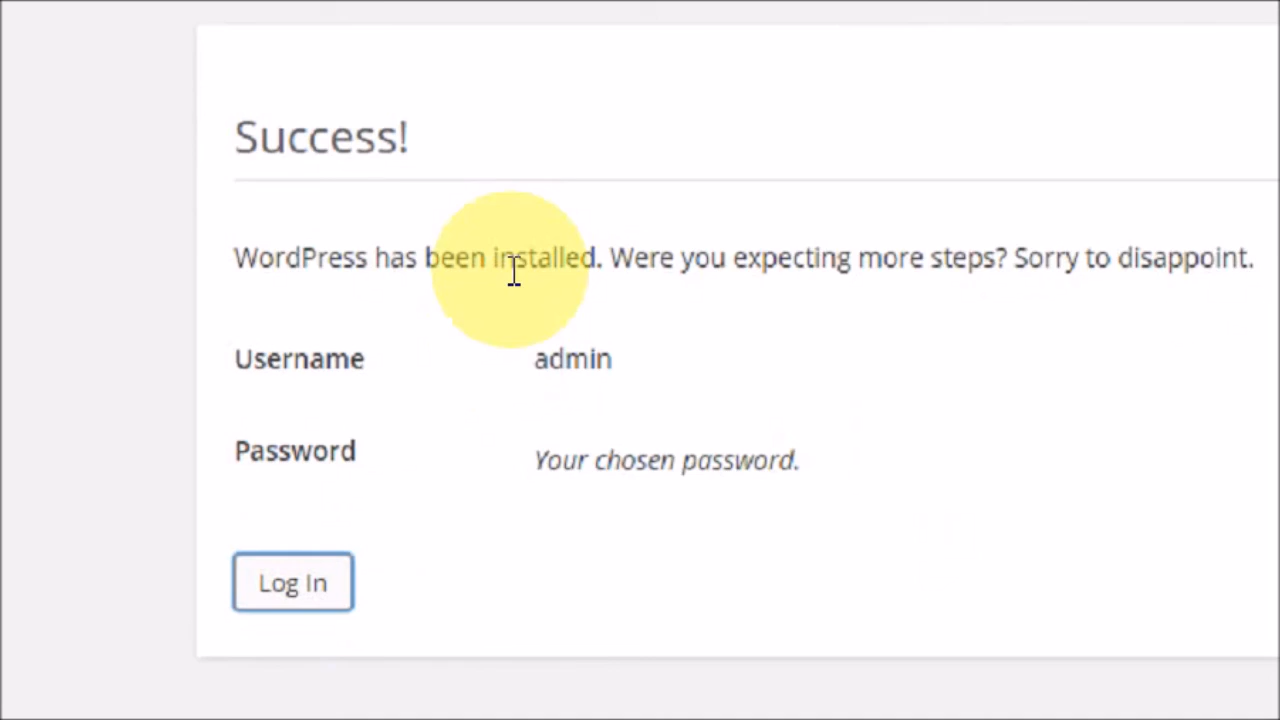 Success!
WordPress has been installed. Were you expecting more steps? Sorry to disappoint.
Username admin
Password Your chosen password.
Log In